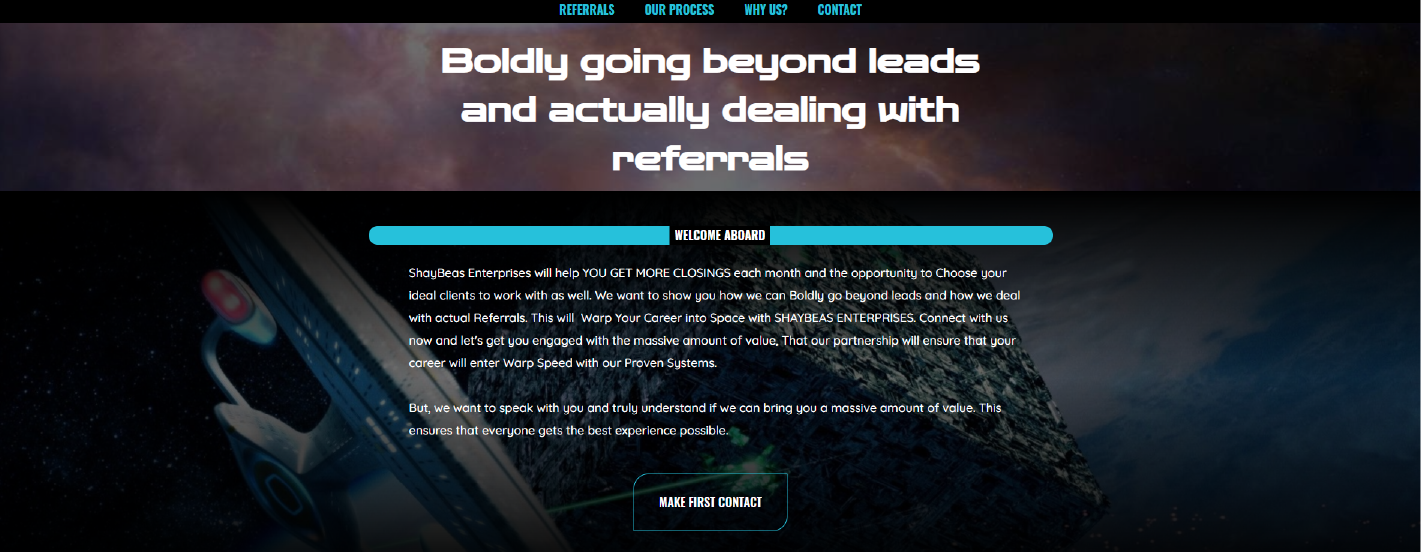 REFERRALS OUR PROCESS WHY US? CONTACT
Boldly going beyond leads
and actually dealing with
referrals
WELCOME ABOARD
ShayBeas Enterprises will help YOU GET MORE CLOSINGS each month and the opportunity to Choose your
ideal clients to work with as well. We want to show you how we can Boldly go beyond leads and how we deal
with actual Referrals. This will  Warp Your Career into Space with SHAYBEAS ENTERPRISES. Connect with us
now and let's get you engaged with the massive amount of value, That our partnership will ensure that your
career will enter Warp Speed with our Proven Systems.
But, we want to speak with you and truly understand if we can bring you a massive amount of value. This
ensures that everyone gets the best experience possible.
MAKE FIRST CONTACT